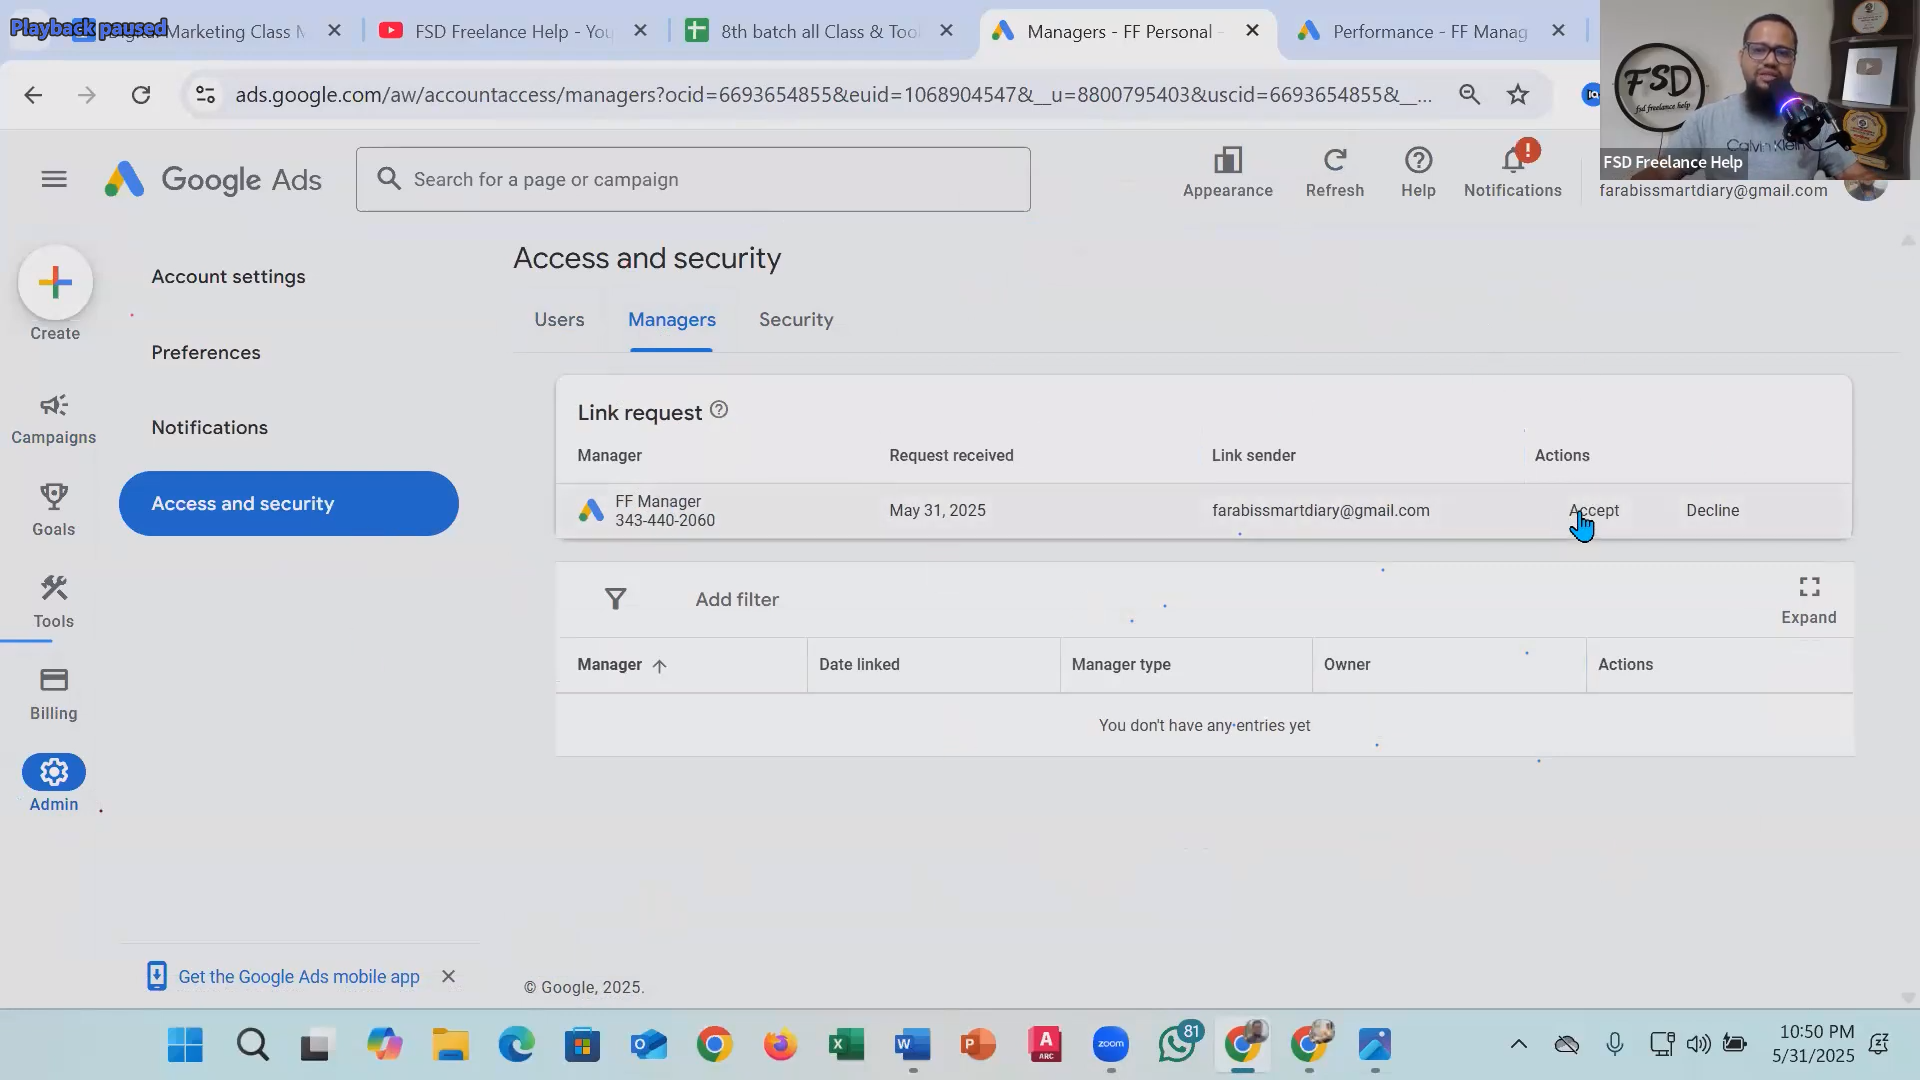 Playback paused
Digital Marketing Class M
FSD Freelance Help - You
8th batch all Class & Tool
Managers - FF Personal -
Performance - FF Manag
ads.google.com/aw/accountaccess/managers?ocid=6693654855&euid=1068904547&__u=8800795403&uscid=6693654855&__...
FSD
fsd freelance help
Calvin Klein
FSD Freelance Help
Google Ads
Search for a page or campaign
Appearance
Refresh
Help
Notifications
farabissmartdiary@gmail.com
Create
Campaigns
Goals
Tools
Billing
Admin
Account settings
Preferences
Notifications
Access and security
Access and security
Users
Managers
Security
Link request
Manager
Request received
Link sender
Actions
FF Manager
343-440-2060
May 31, 2025
farabissmartdiary@gmail.com
Accept
Decline
Add filter
Expand
Manager
Date linked
Manager type
Owner
Actions
You don't have any entries yet
Get the Google Ads mobile app
© Google, 2025.
zoom
81
10:50 PM
5/31/2025